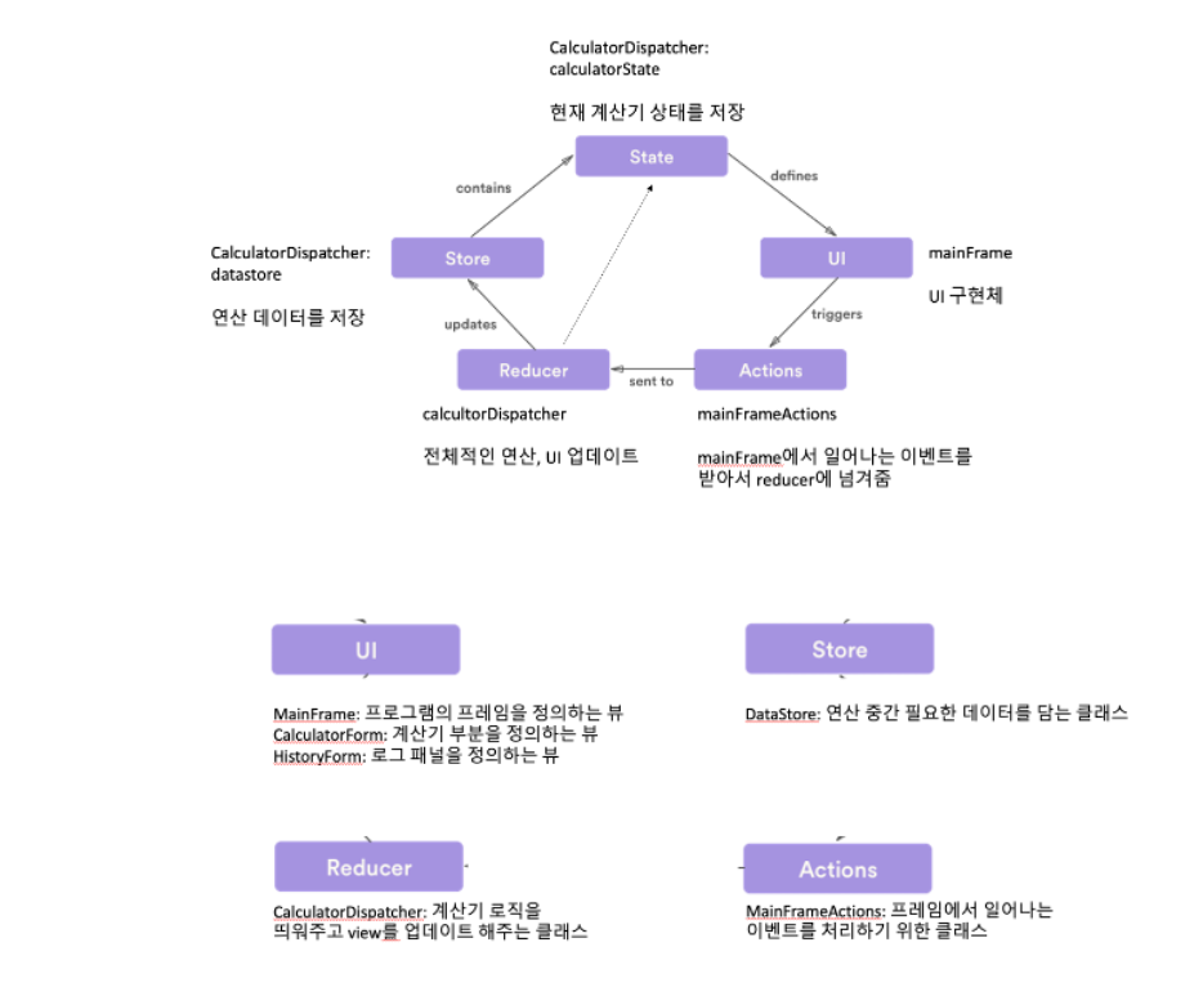 CalculatorDispatcher:
calculatorState
현재 계산기 상태를 저장
State
contains
defines
CalculatorDispatcher:
datastore
연산 데이터를 저장
Store
UI
mainFrame
UI 구현체
updates
triggers
Reducer
sent to
Actions
calcultorDispatcher
전체적인 연산, UI 업데이트
mainFrameActions
mainFrame에서 일어나는 이벤트를
받아서 reducer에 넘겨줌
UI
MainFrame: 프로그램의 프레임을 정의하는 뷰
CalculatorForm: 계산기 부분을 정의하는 뷰
HistoryForm: 로그 패널을 정의하는 뷰
Store
DataStore: 연산 중간 필요한 데이터를 담는 클래스
Reducer
CalculatorDispatcher: 계산기 로직을
띄워주고 view를 업데이트 해주는 클래스
Actions
MainFrameActions: 프레임에서 일어나는
이벤트를 처리하기 위한 클래스